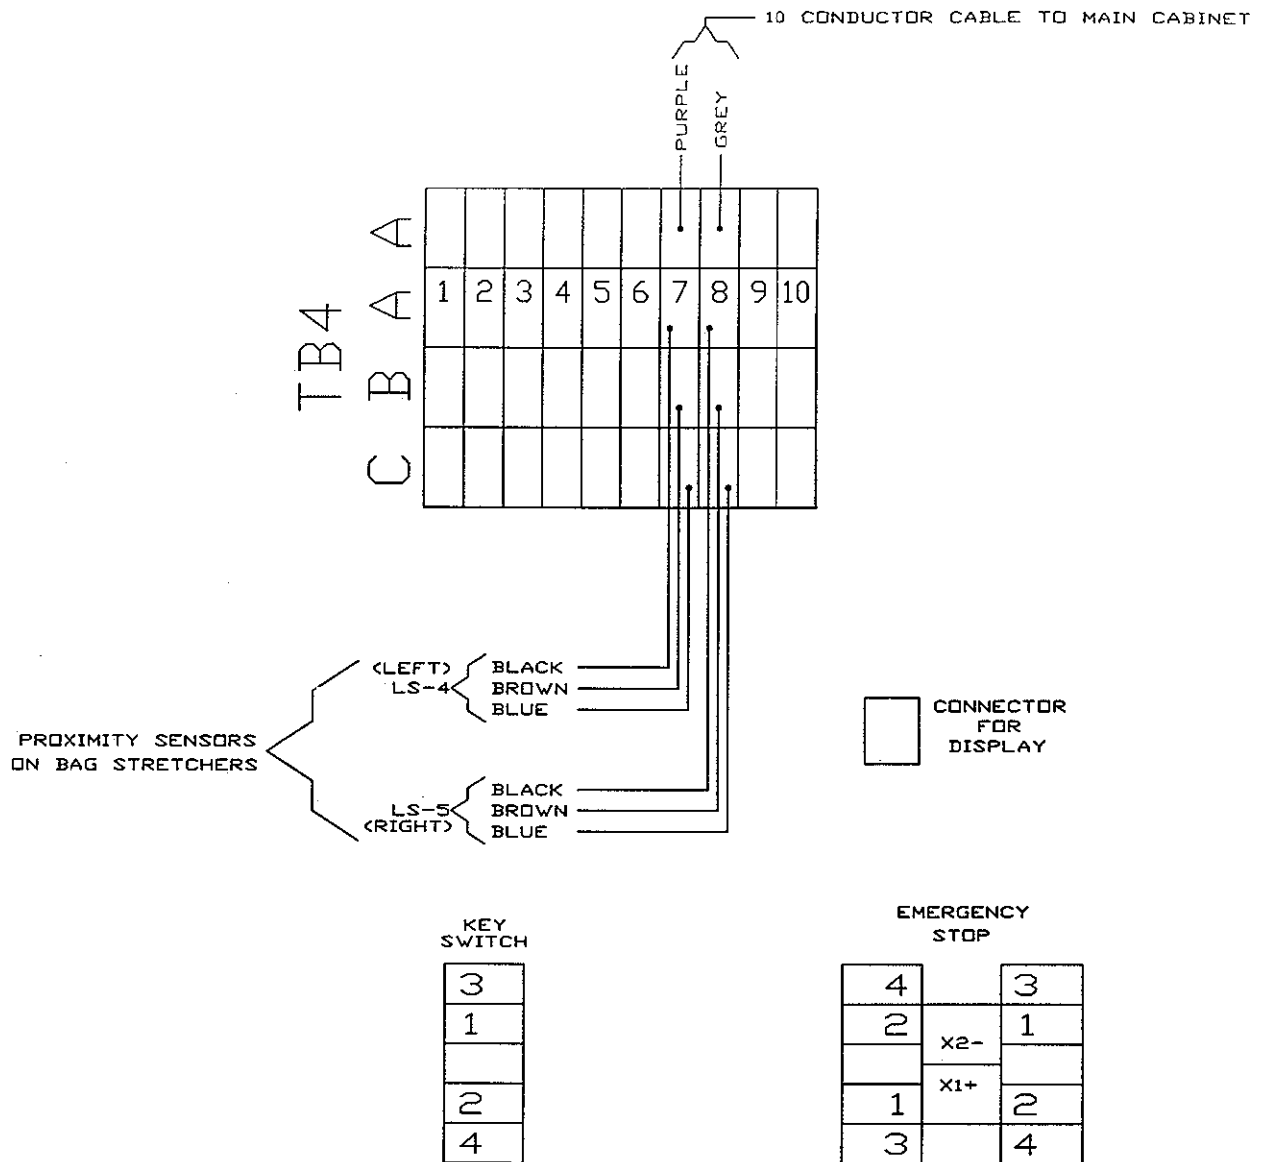 10 CONDUCTOR CABLE TO MAIN CABINET
PURPLE
GREY
TB4
A
A
B
C
1 2 3 4 5 6 7 8 9 10
(LEFT)
LS-4
BLACK
BROWN
BLUE
PROXIMITY SENSORS
ON BAG STRETCHERS
LS-5
(RIGHT)
BLACK
BROWN
BLUE
CONNECTOR
FOR
DISPLAY
KEY
SWITCH
3
1
2
4
EMERGENCY
STOP
4 3
2 1
X2-
X1+
1 2
3 4